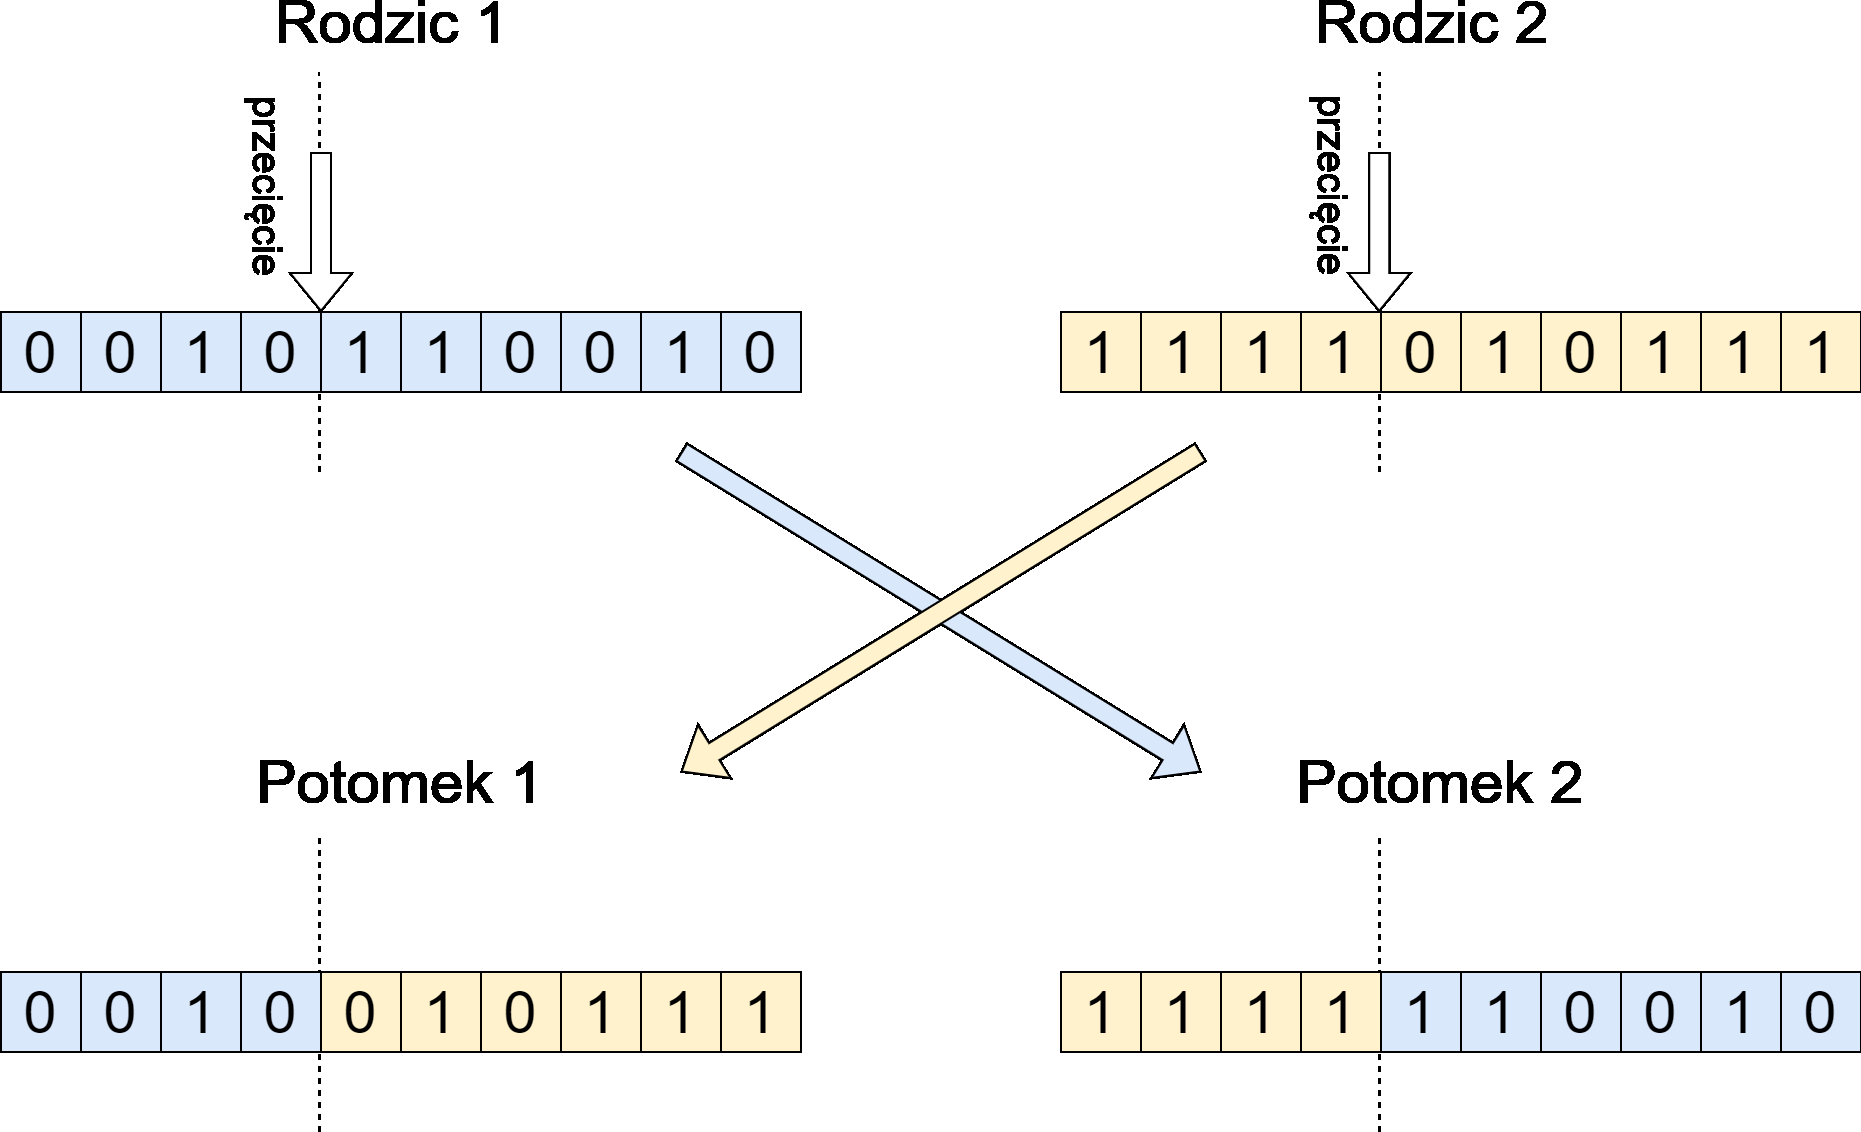 Rodzic 1
Rodzic 2
przecięcie
przecięcie
0 0 1 0 1 1 0 0 1 0
1 1 1 1 0 1 0 1 1 1
Potomek 1
Potomek 2
0 0 1 0 0 1 0 1 1 1
1 1 1 1 1 1 0 0 1 0